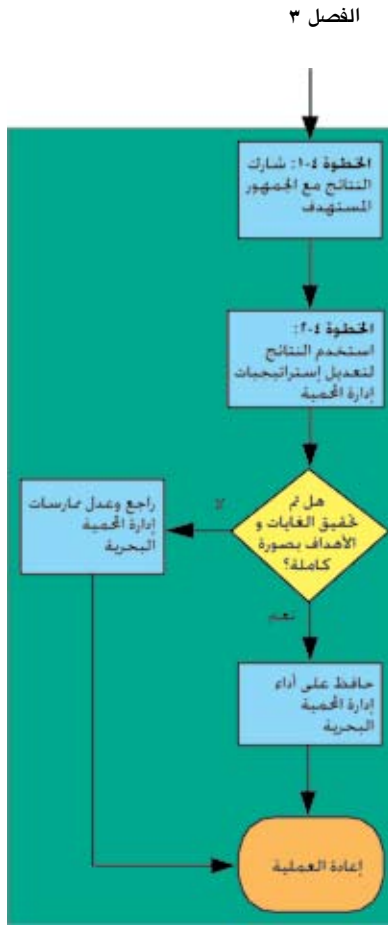 الفصل ٣
الخطوة ٤-١: شارك
النتائج مع الجمهور
المستهدف
الخطوة ٤-٢:
استخدم النتائج
لتعديل إستراتيجيات
إدارة المحمية
هل تم
تحقيق الغايات و
الأهداف بصورة
كاملة؟
لا
راجع وعدل ممارسات
إدارة المحمية
البحرية
نعم
حافظ على أداء
إدارة المحمية
البحرية
إعادة العملية